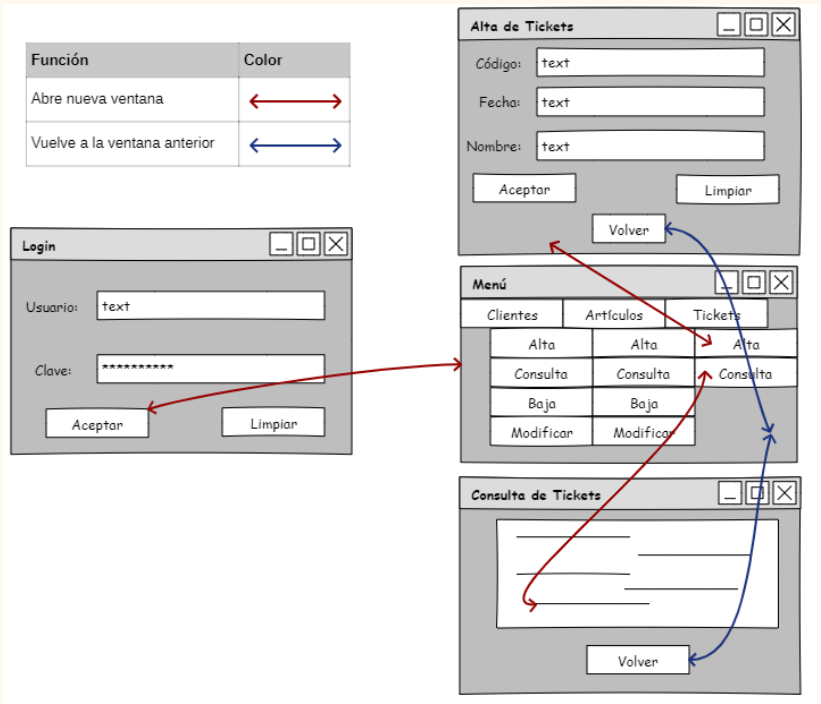 Función Color
Abre nueva ventana
Vuelve a la ventana anterior
Login
Usuario: text
Clave: **********
Aceptar Limpiar
Alta de Tickets
Código: text
Fecha: text
Nombre: text
Aceptar Limpiar
Volver
Menú
Clientes Artículos Tickets
Alta Alta Alta
Consulta Consulta Consulta
Baja Baja
Modificar Modificar
Consulta de Tickets
Volver